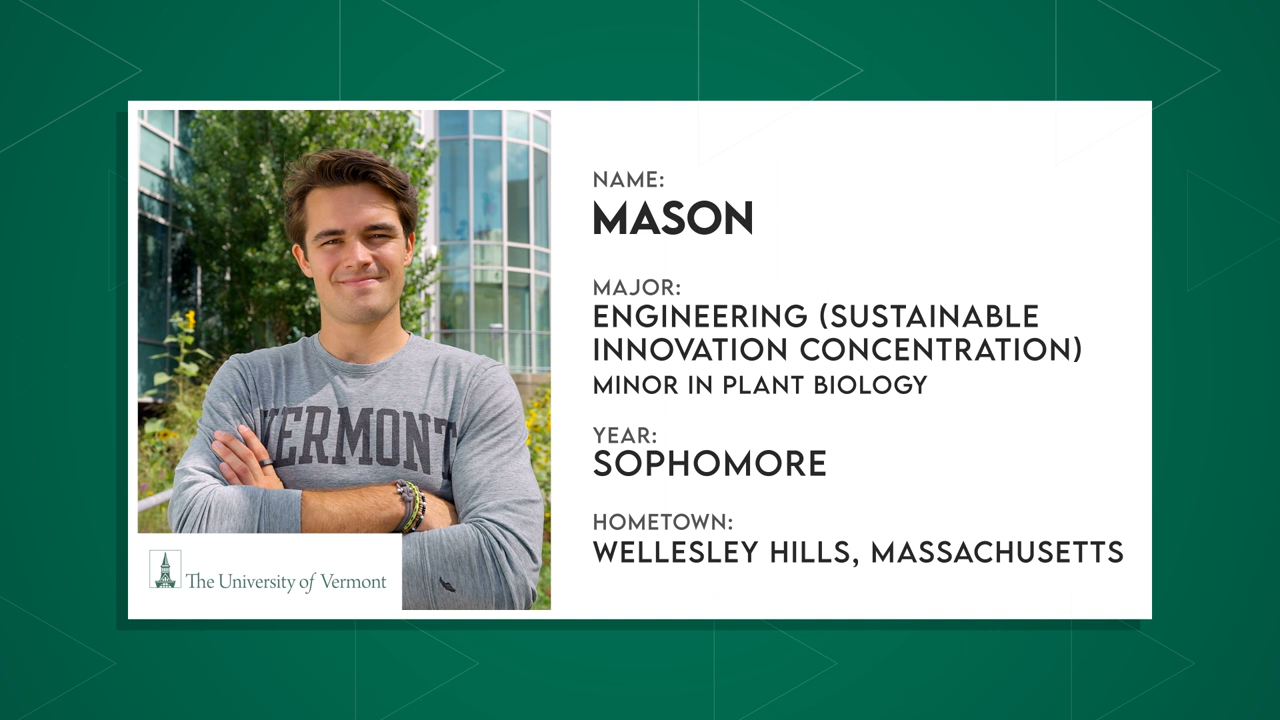 NAME:
MASON
MAJOR:
ENGINEERING (SUSTAINABLE
INNOVATION CONCENTRATION)
MINOR IN PLANT BIOLOGY
YEAR:
SOPHOMORE
HOMETOWN:
WELLESLEY HILLS, MASSACHUSETTS
VERMONT
The University of Vermont